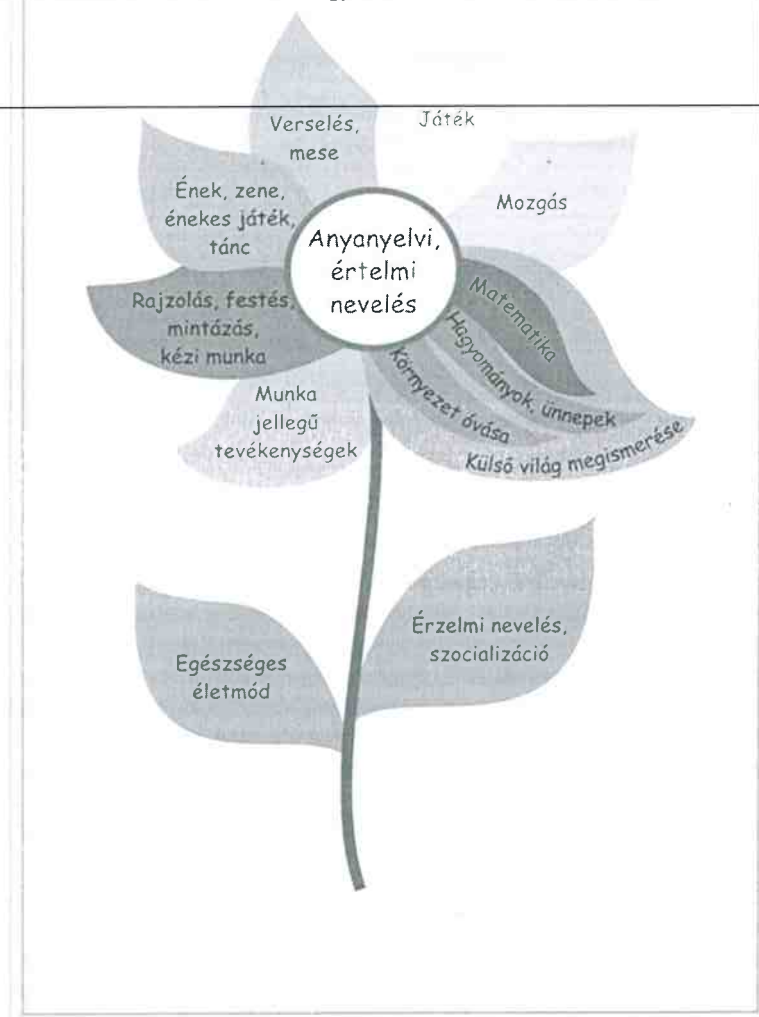 Verselés,
mese
Játék
Mozgás
Ének, zene,
énekes játék,
tánc
Anyanyelvi,
értelmi
nevelés
Matematika
Rajzolás, festés,
mintázás,
kézi munka
Hagyományok, ünnepek
Környezet óvása
Külső világ megismerése
Munka
jellegű
tevékenységek
Érzelmi nevelés,
szocializáció
Egészséges
életmód